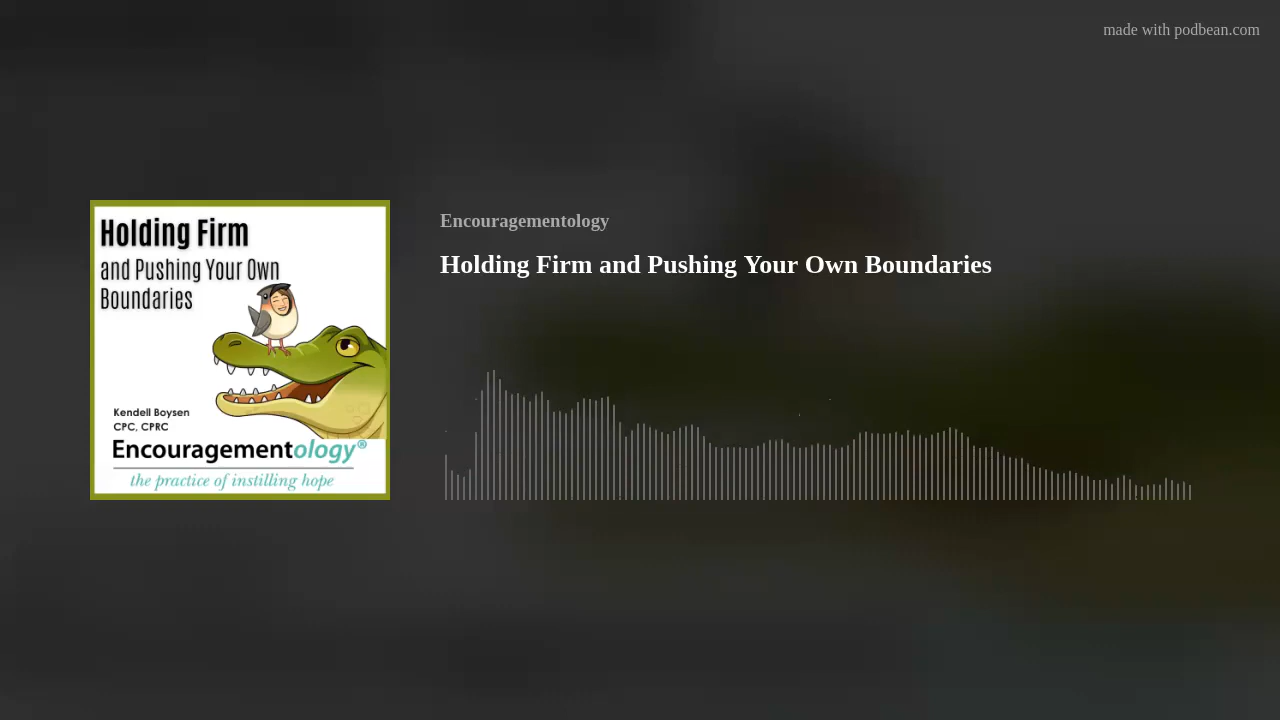 made with podbean.com
Holding Firm
and Pushing Your Own
Boundaries
Kendell Boysen
CPC, CPRC
Encouragementology®
the practice of instilling hope
Encouragementology
Holding Firm and Pushing Your Own Boundaries